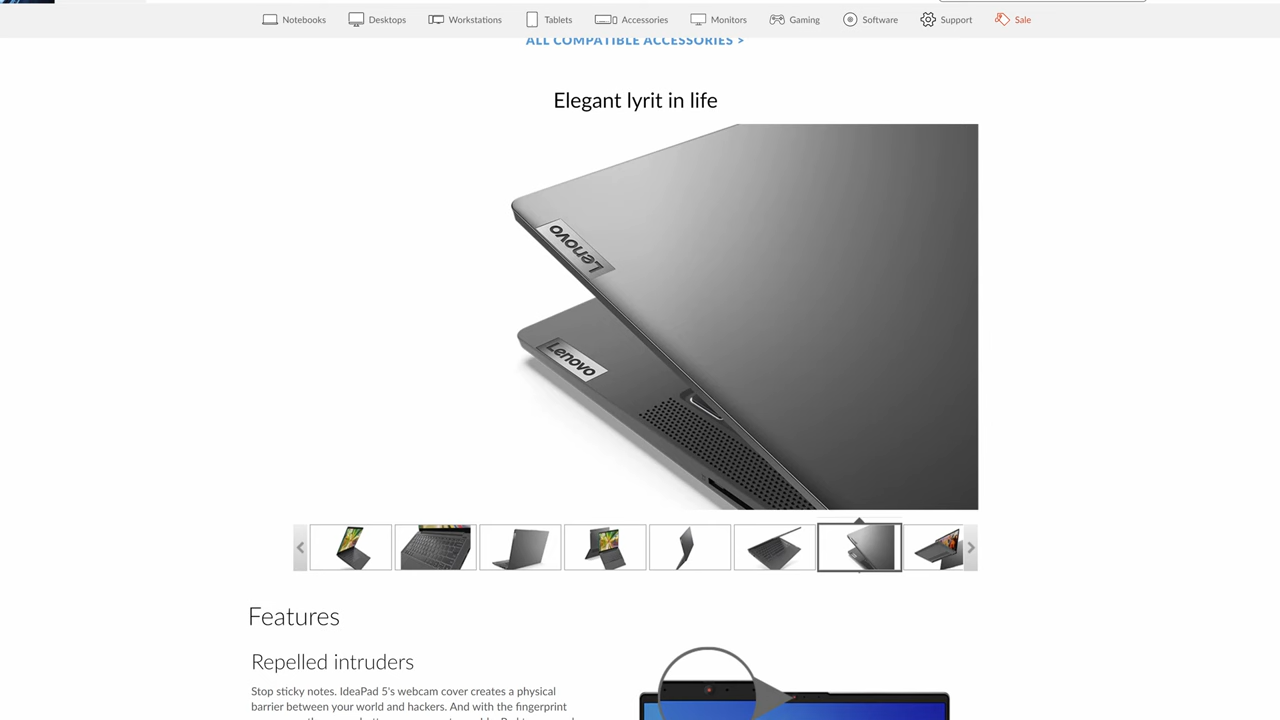 Notebooks Desktops Workstations Tablets Accessories Monitors Gaming Software Support Sale
ALL COMPATIBLE ACCESSORIES >
Elegant lyrit in life
Lenovo
Lenovo
Features
Repelled intruders
Stop sticky notes. IdeaPad 5's webcam cover creates a physical
barrier between your world and hackers. And with the fingerprint